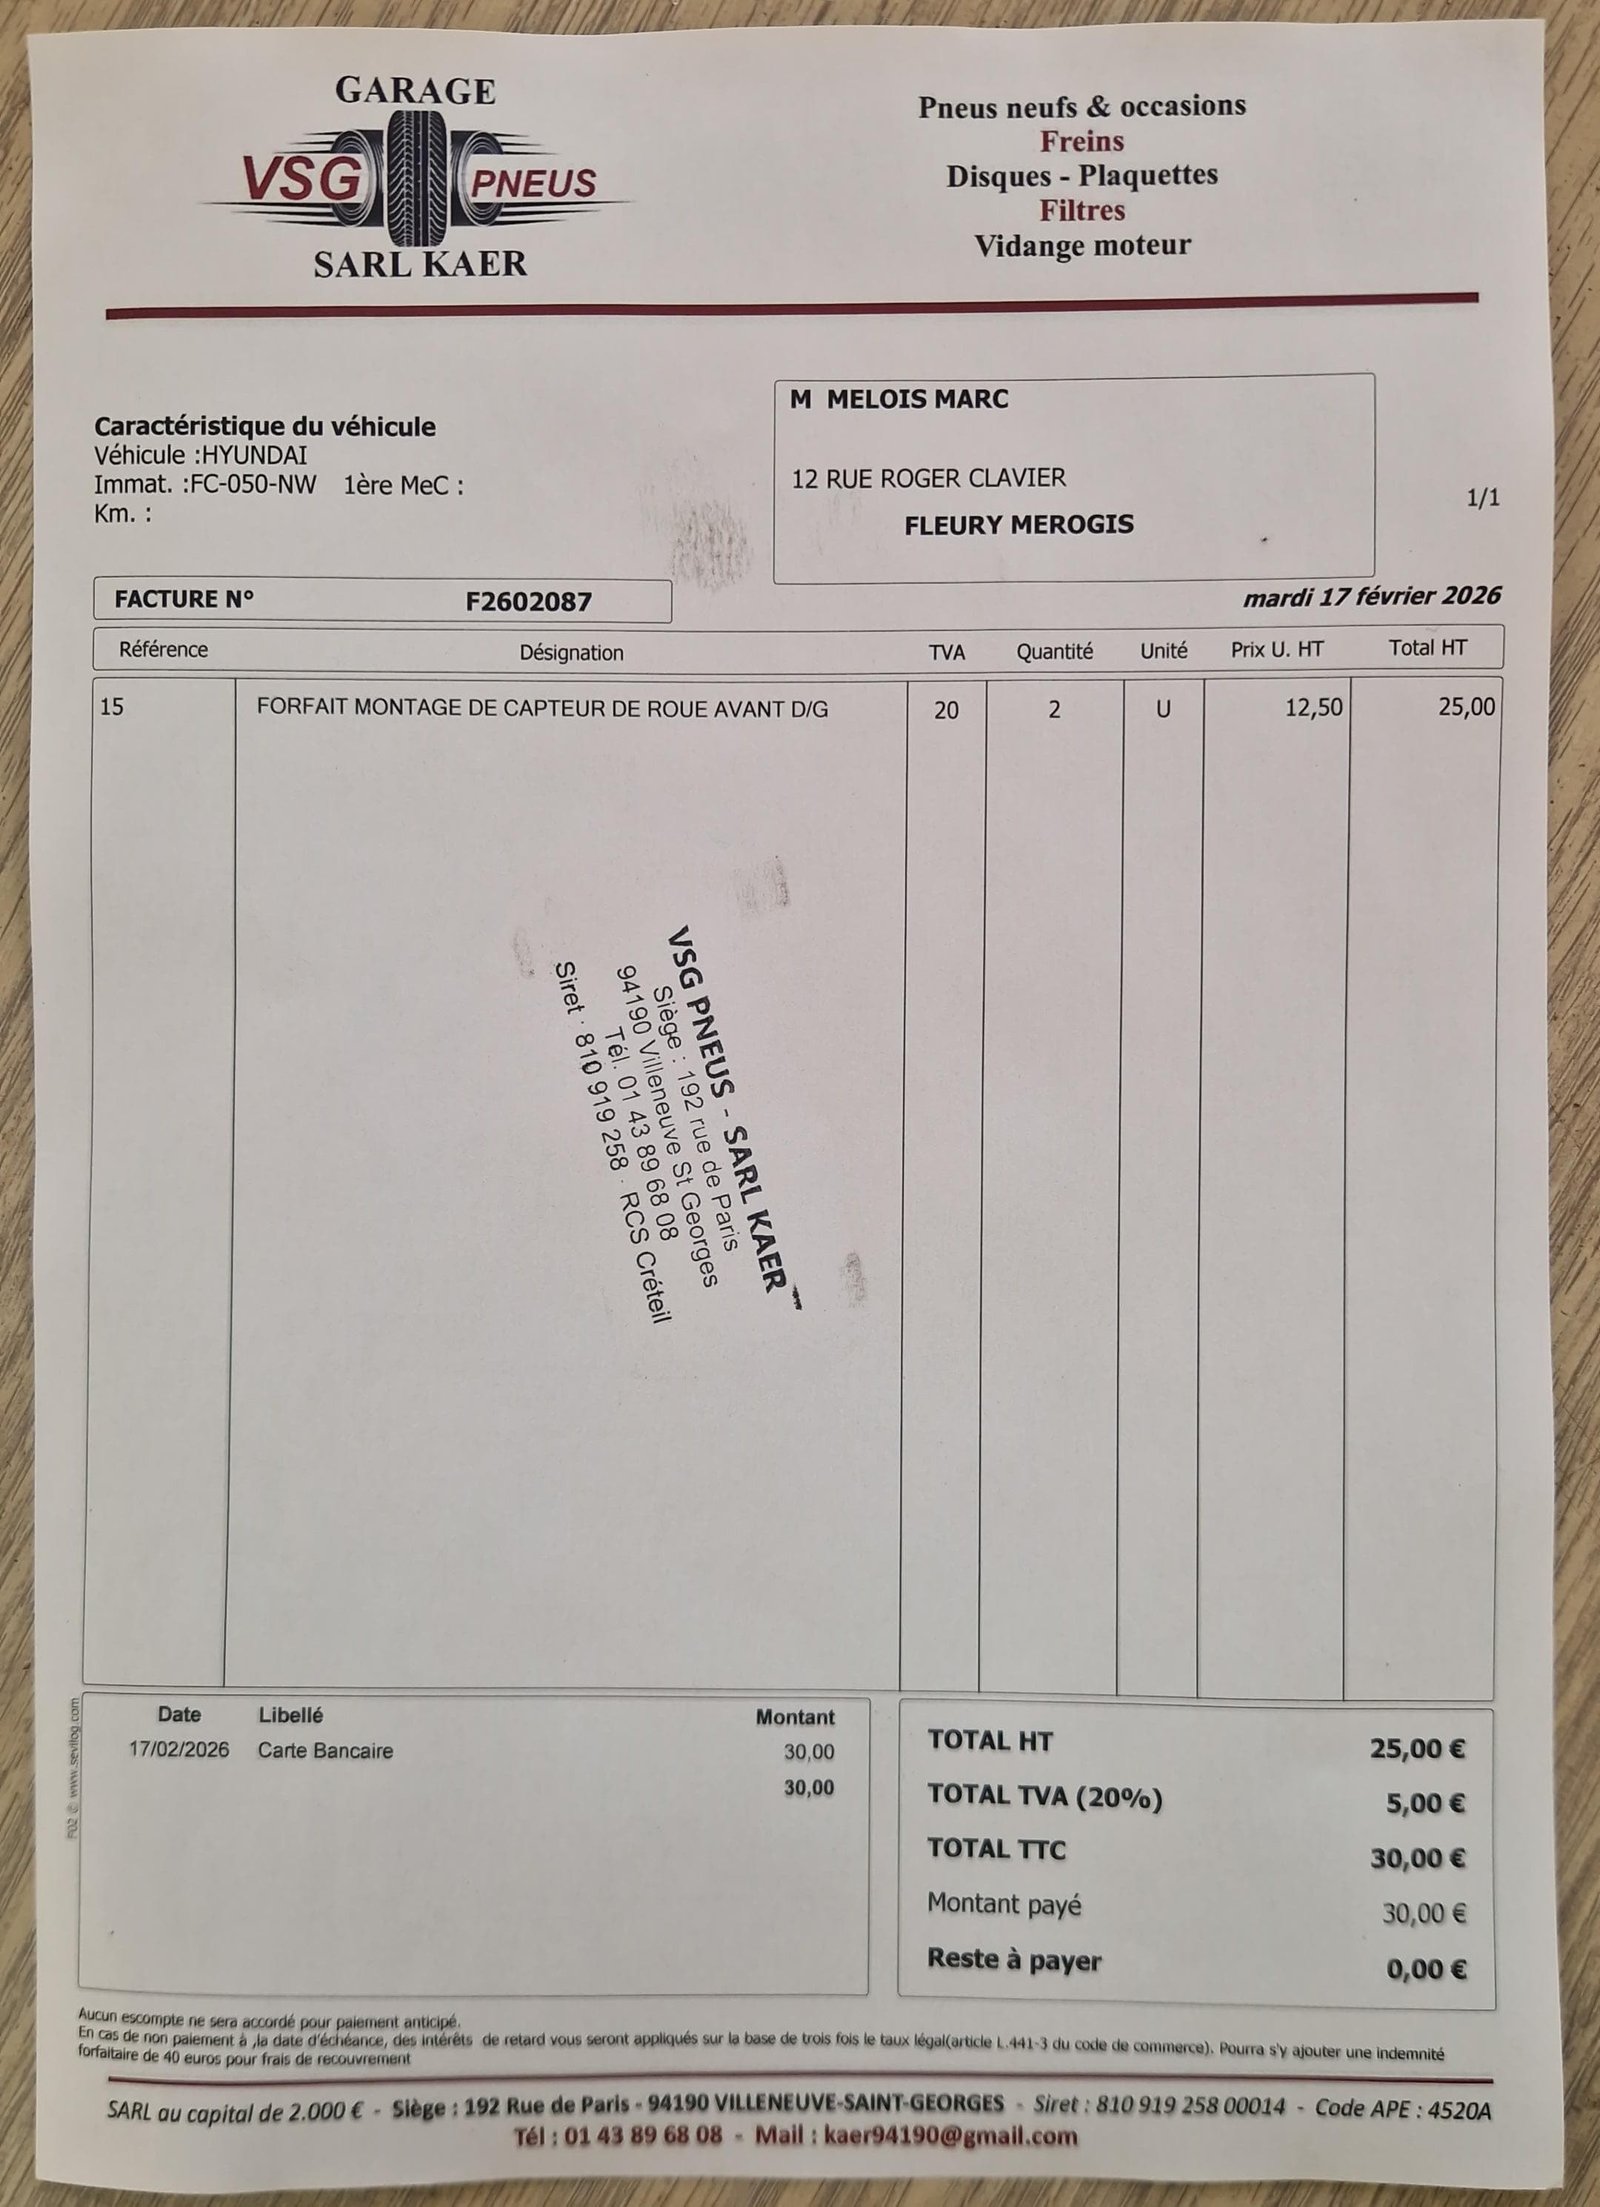 GARAGE
VSG PNEUS
SARL KAER
Pneus neufs & occasions
Freins
Disques - Plaquettes
Filtres
Vidange moteur
M MELOIS MARC
12 RUE ROGER CLAVIER
FLEURY MEROGIS
Caractéristique du véhicule
Véhicule :HYUNDAI
Immat. :FC-050-NW 1ère MeC :
Km. :
1/1
FACTURE N° F2602087
mardi 17 février 2026
Référence Désignation TVA Quantité Unité Prix U. HT Total HT
15 FORFAIT MONTAGE DE CAPTEUR DE ROUE AVANT D/G 20 2 U 12,50 25,00
VSG PNEUS - SARL KAER
Siège : 192 rue de Paris
94190 Villeneuve St Georges
Tél. 01 43 89 68 08
Siret : 810 919 258 · RCS Créteil
Date Libellé Montant
17/02/2026 Carte Bancaire 30,00
30,00
TOTAL HT 25,00 €
TOTAL TVA (20%) 5,00 €
TOTAL TTC 30,00 €
Montant payé 30,00 €
Reste à payer 0,00 €
F02 © www.sevilog.com
Aucun escompte ne sera accordé pour paiement anticipé.
En cas de non paiement à ,la date d'échéance, des intérêts de retard vous seront appliqués sur la base de trois fois le taux légal(article L.441-3 du code de commerce). Pourra s'y ajouter une indemnité
forfaitaire de 40 euros pour frais de recouvrement
SARL au capital de 2.000 € - Siège : 192 Rue de Paris - 94190 VILLENEUVE-SAINT-GEORGES - Siret : 810 919 258 00014 - Code APE : 4520A
Tél : 01 43 89 68 08 - Mail : kaer94190@gmail.com